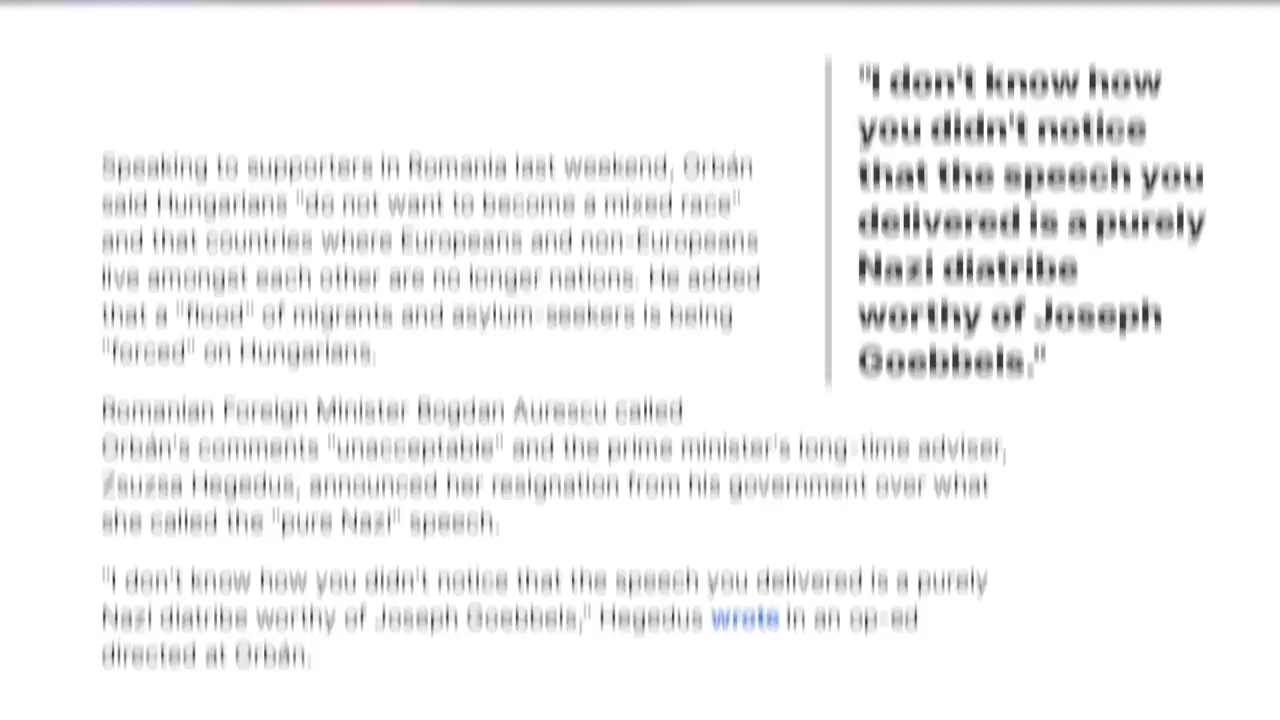 Speaking to supporters in Romania last weekend, Orbán
said Hungarians "do not want to become a mixed race"
and that countries where Europeans and non-Europeans
live amongst each other are no longer nations. He added
that a "flood" of migrants and asylum-seekers is being
"forced" on Hungarians.
"I don't know how
you didn't notice
that the speech you
delivered is a purely
Nazi diatribe
worthy of Joseph
Goebbels."
Romanian Foreign Minister Bogdan Aurescu called
Orbán's comments "unacceptable" and the prime minister's long-time adviser,
Zsuzsa Hegedus, announced her resignation from his government over what
she called the "pure Nazi" speech.
"I don't know how you didn't notice that the speech you delivered is a purely
Nazi diatribe worthy of Joseph Goebbels," Hegedus wrote in an op-ed
directed at Orbán.